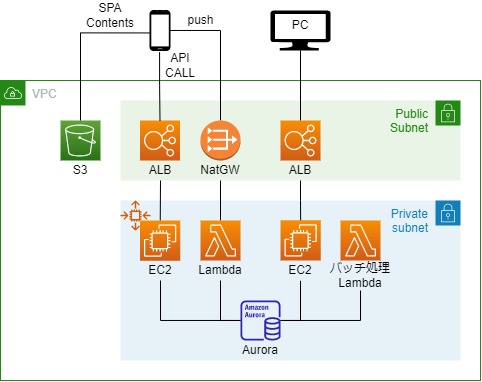 SPA
Contents
push
PC
API
CALL
VPC
Public
Subnet
S3
ALB
NatGW
ALB
Private
subnet
EC2
Lambda
EC2
バッチ処理
Lambda
Amazon
Aurora
Aurora